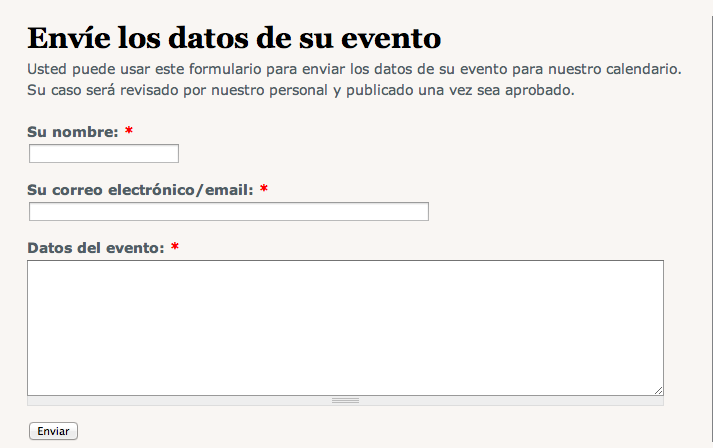 Envíe los datos de su evento
Usted puede usar este formulario para enviar los datos de su evento para nuestro calendario.
Su caso será revisado por nuestro personal y publicado una vez sea aprobado.
Su nombre: *
Su correo electrónico/email: *
Datos del evento: *
Enviar